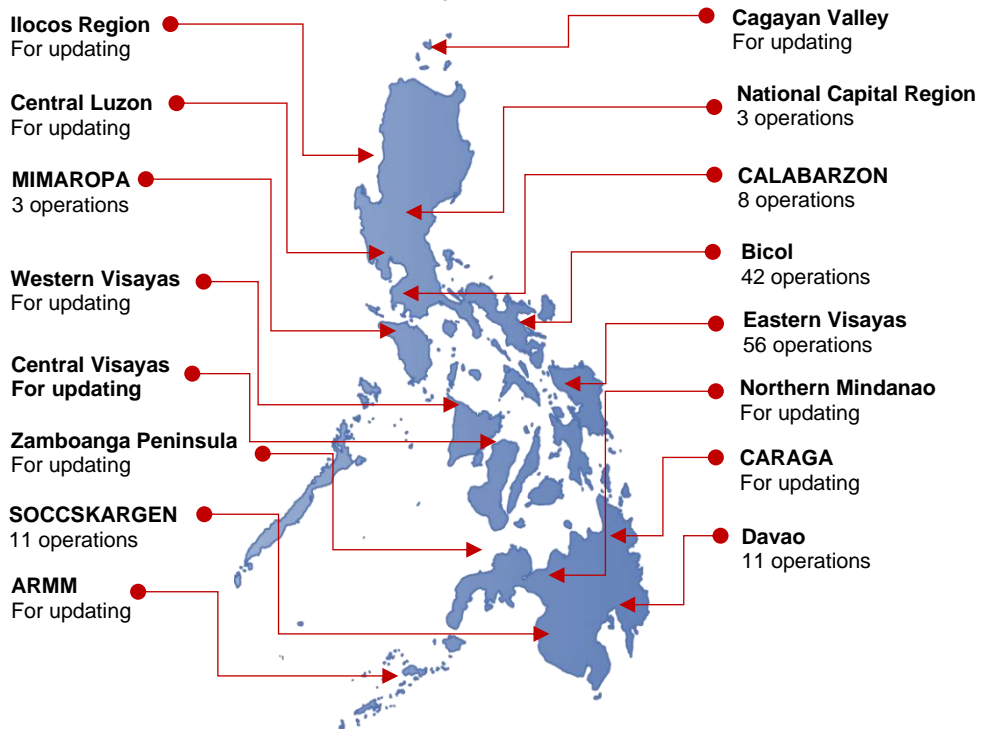 Ilocos Region
For updating
Central Luzon
For updating
MIMAROPA
3 operations
Western Visayas
For updating
Central Visayas
For updating
Zamboanga Peninsula
For updating
SOCCSKARGEN
11 operations
ARMM
For updating
Cagayan Valley
For updating
National Capital Region
3 operations
CALABARZON
8 operations
Bicol
42 operations
Eastern Visayas
56 operations
Northern Mindanao
For updating
CARAGA
For updating
Davao
11 operations